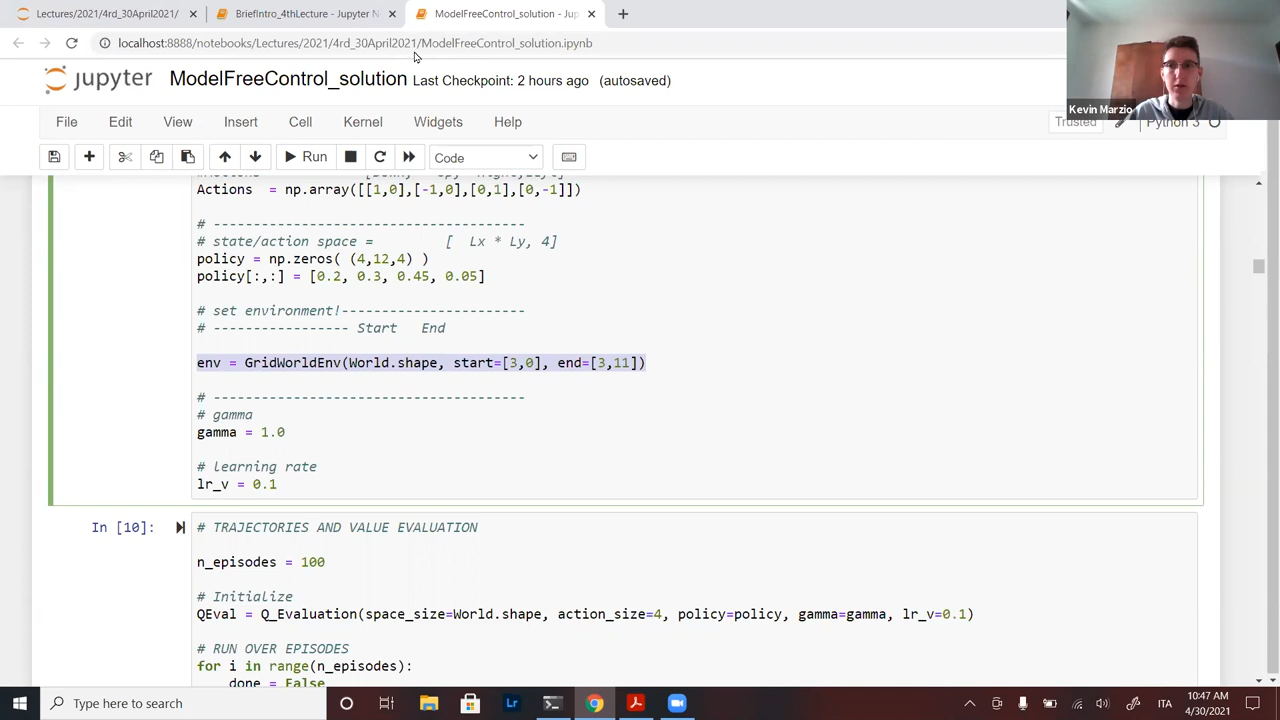 Lectures/2021/4rd_30April2021/
BriefIntro_4thLecture - Jupyter N
ModelFreeControl_solution - Jup
localhost:8888/notebooks/Lectures/2021/4rd_30April2021/ModelFreeControl_solution.ipynb
jupyter
ModelFreeControl_solution Last Checkpoint: 2 hours ago (autosaved)
Kevin Marzio
File Edit View Insert Cell Kernel Widgets Help
Trusted
Python 3
Run
Code
Actions = np.array([[1,0],[-1,0],[0,1],[0,-1]])
# ---------------------------------------
# state/action space = [ Lx * Ly, 4]
policy = np.zeros( (4,12,4) )
policy[:,:] = [0.2, 0.3, 0.45, 0.05]
# set environment!-----------------------
# ----------------- Start End
env = GridWorldEnv(World.shape, start=[3,0], end=[3,11])
# ---------------------------------------
# gamma
gamma = 1.0
# learning rate
lr_v = 0.1
In [10]:
# TRAJECTORIES AND VALUE EVALUATION
n_episodes = 100
# Initialize
QEval = Q_Evaluation(space_size=World.shape, action_size=4, policy=policy, gamma=gamma, lr_v=0.1)
# RUN OVER EPISODES
for i in range(n_episodes):
done = False
Type here to search
ITA
10:47 AM
4/30/2021